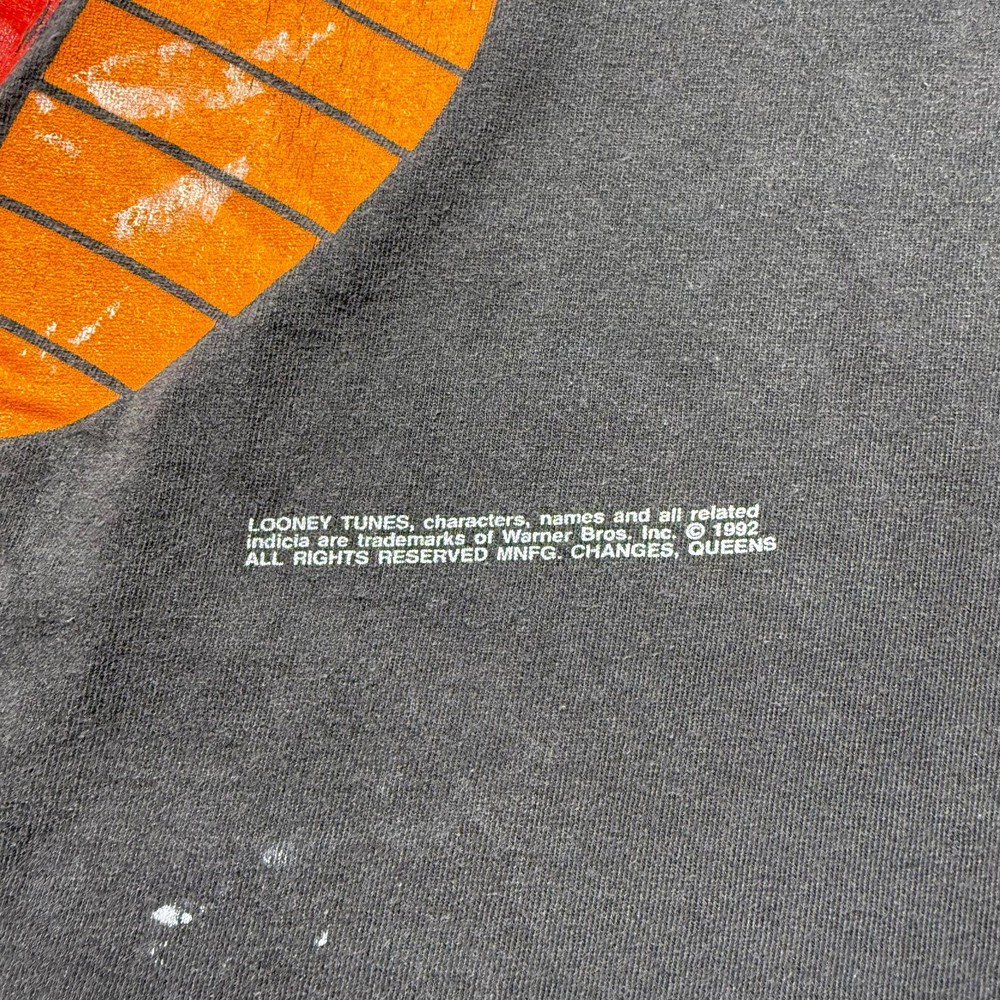 LOONEY TUNES, characters, names and all related
indicia are trademarks of Warner Bros. Inc. © 1992
ALL RIGHTS RESERVED MNFG. CHANGES, QUEENS